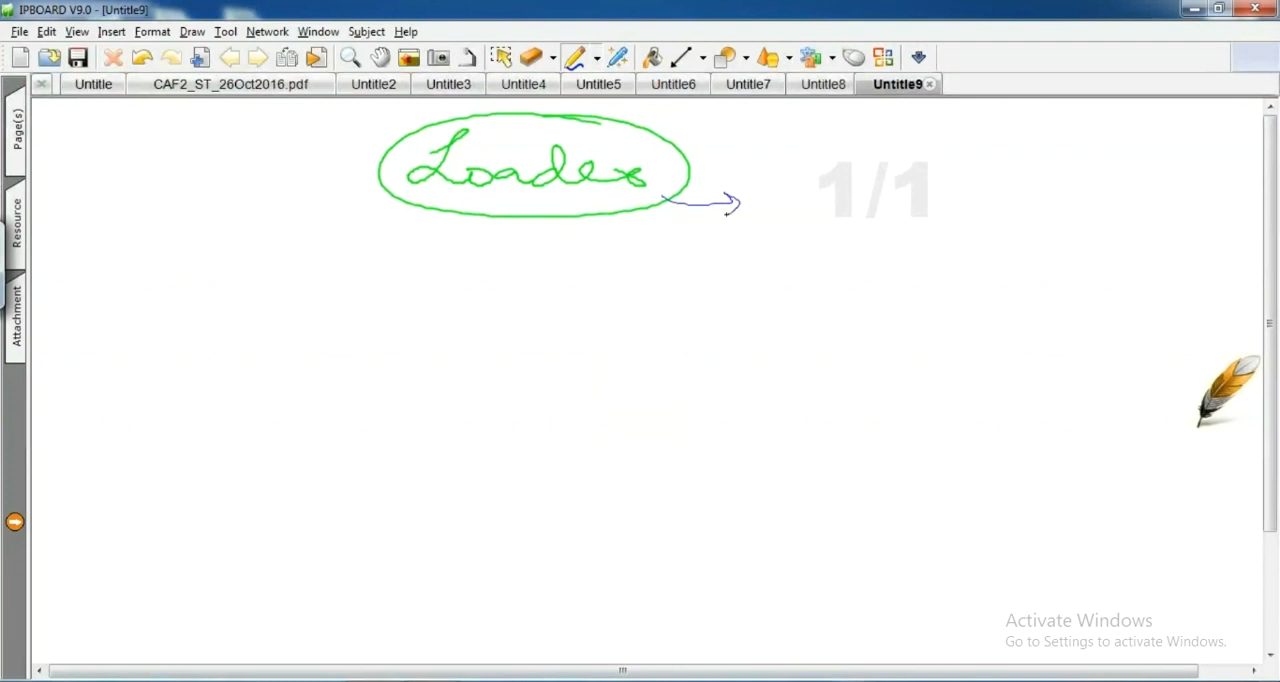 IPBOARD V9.0 - [Untitle9]
File Edit View Insert Format Draw Tool Network Window Subject Help
Untitle CAF2_ST_26Oct2016.pdf Untitle2 Untitle3 Untitle4 Untitle5 Untitle6 Untitle7 Untitle8 Untitle9
Page(s)
Resource
Attachment
Loader
1/1
Activate Windows
Go to Settings to activate Windows.